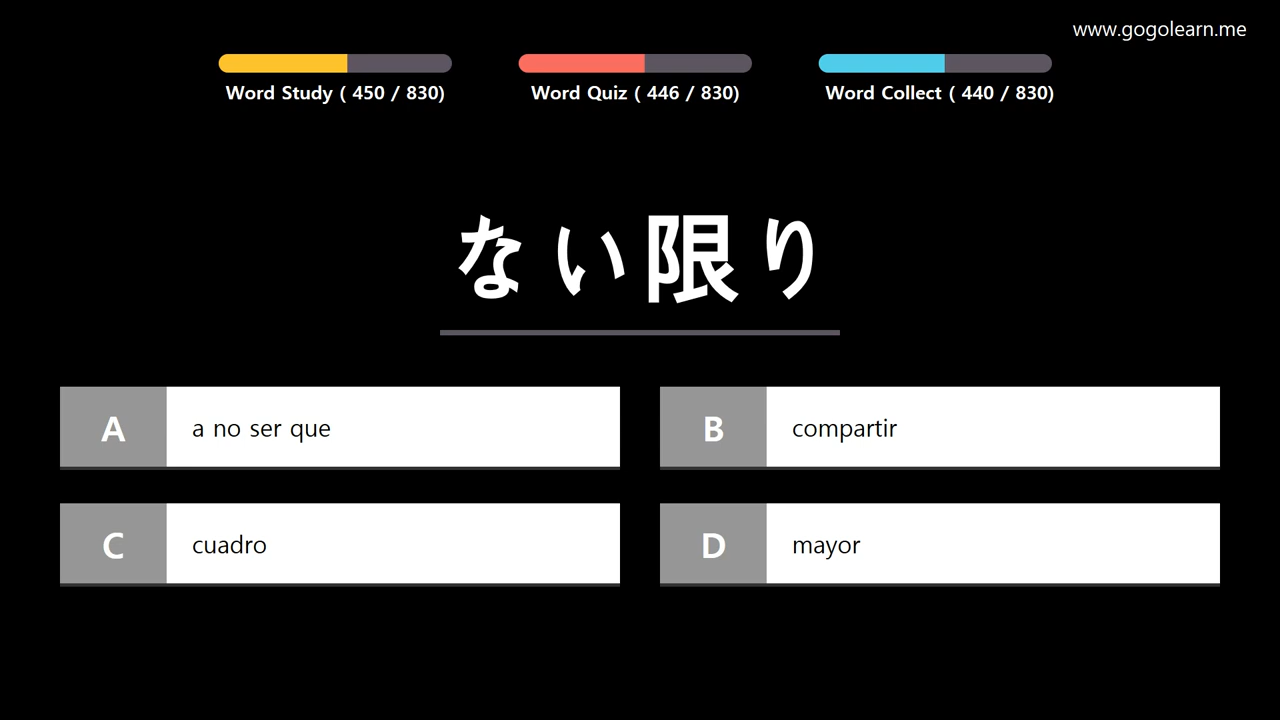 www.gogolearn.me
Word Study ( 450 / 830)
Word Quiz ( 446 / 830)
Word Collect ( 440 / 830)
ない限り
A a no ser que
B compartir
C cuadro
D mayor